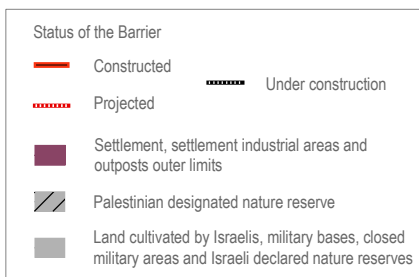 Status of the Barrier
Constructed
Under construction
Projected
Settlement, settlement industrial areas and
outposts outer limits
Palestinian designated nature reserve
Land cultivated by Israelis, military bases, closed
military areas and Israeli declared nature reserves